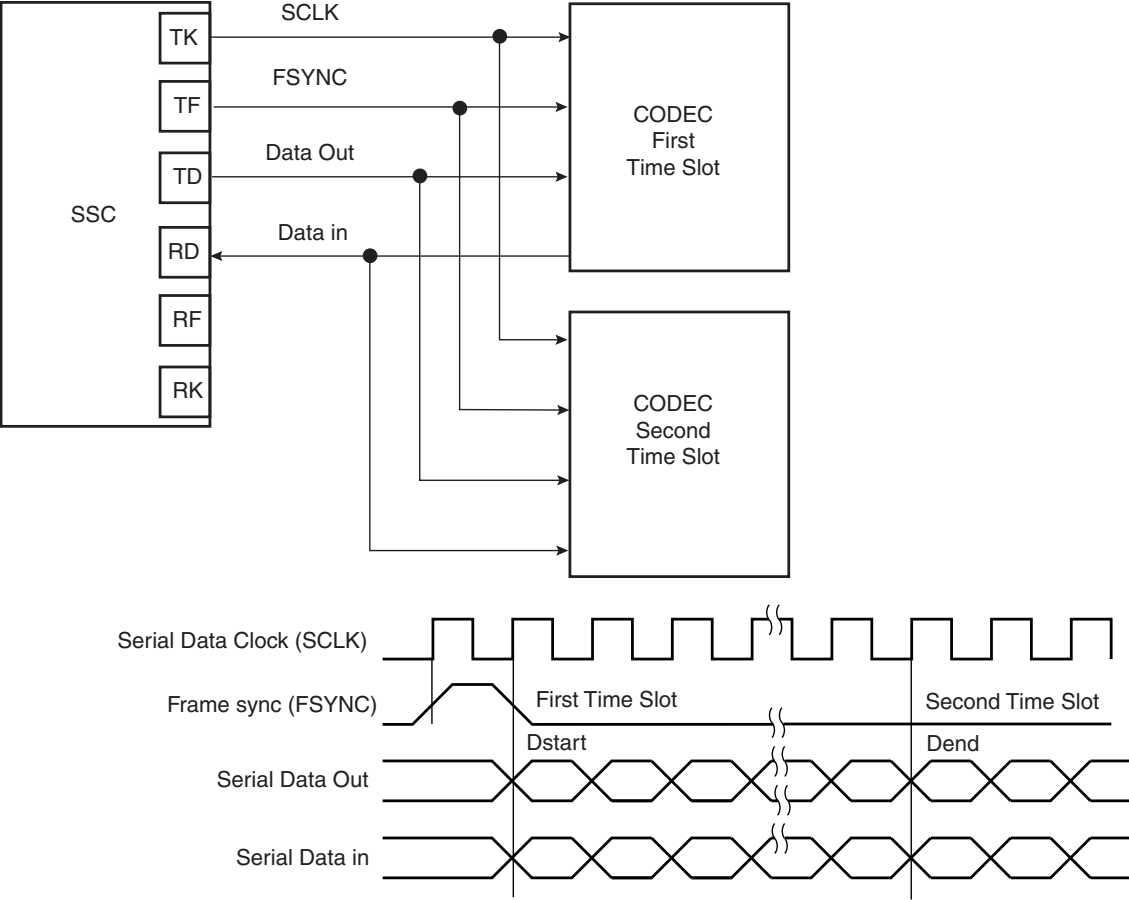 SCLK
TK
FSYNC
TF
CODEC
First
Time Slot
Data Out
TD
SSC
Data in
RD
RF
RK
CODEC
Second
Time Slot
Serial Data Clock (SCLK)
Frame sync (FSYNC)
First Time Slot
Second Time Slot
Dstart
Dend
Serial Data Out
Serial Data in